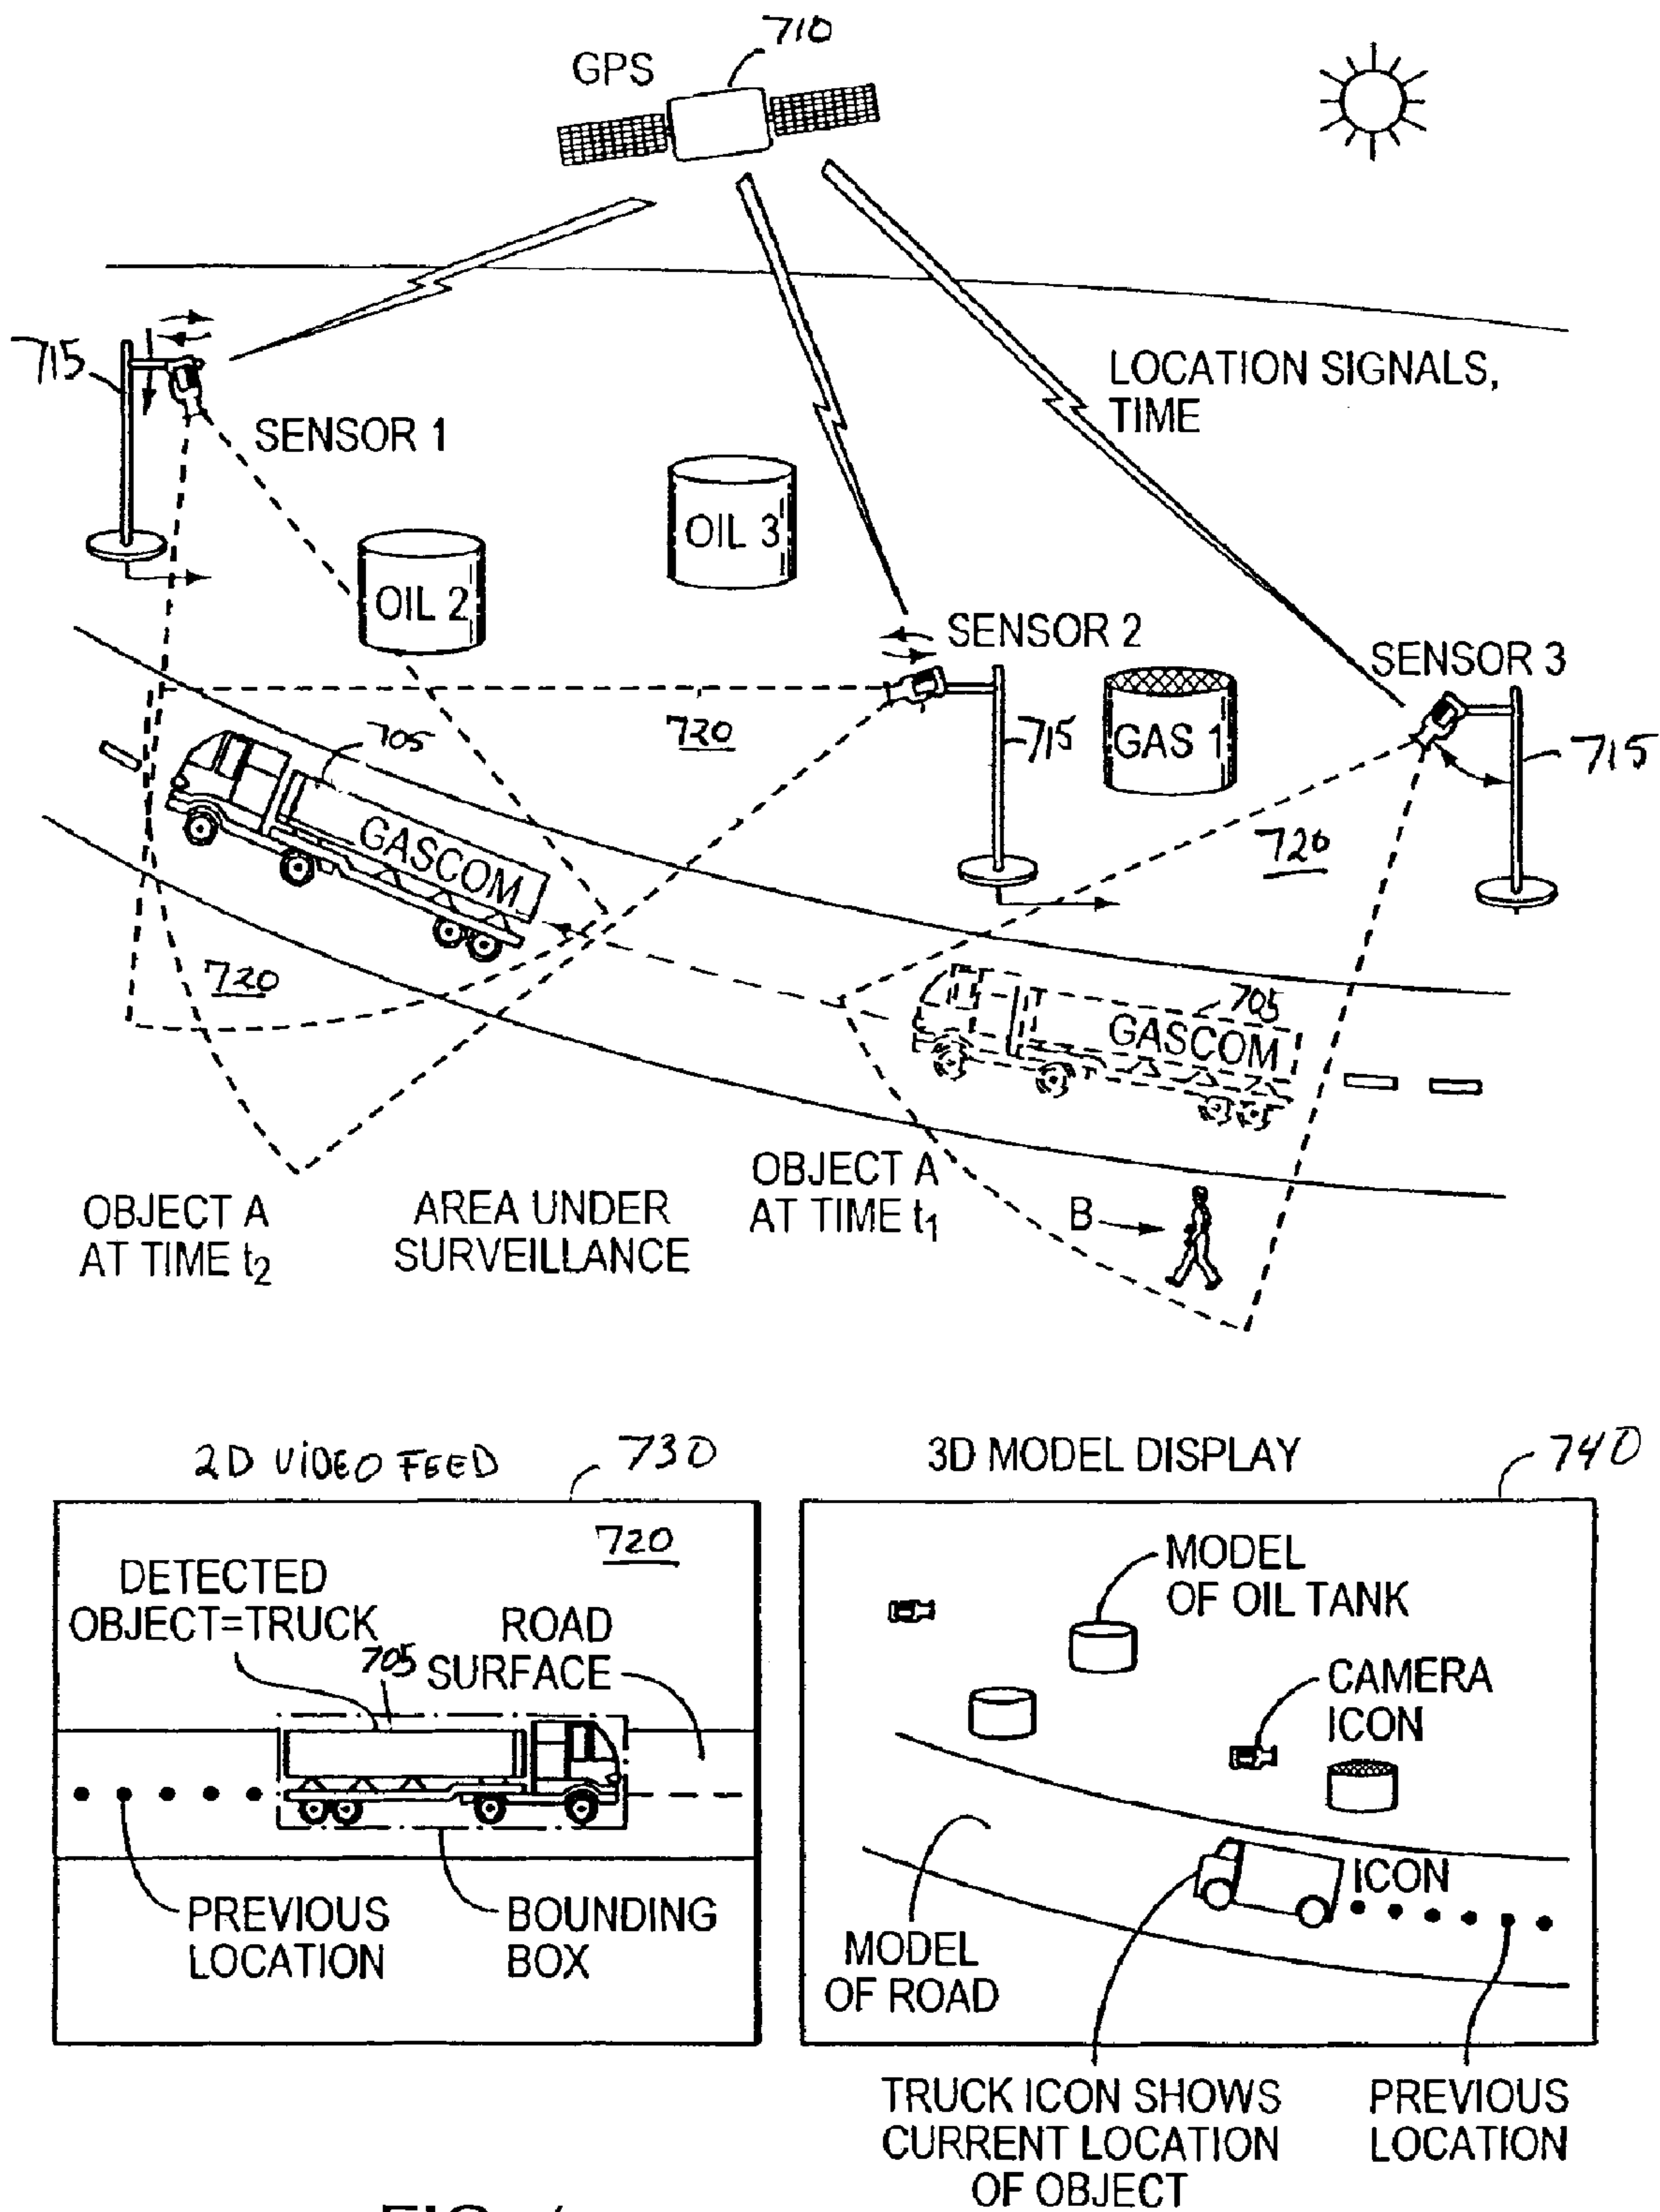 710
GPS
715
LOCATION SIGNALS,
TIME
SENSOR 1
OIL 3
OIL 2
SENSOR 2
SENSOR 3
720
705
715
GAS 1
715
GASCOM
720
720
705
GASCOM
OBJECT A
AT TIME t2
AREA UNDER
SURVEILLANCE
OBJECT A
AT TIME t1
B
2D VIDEO FEED
730
720
DETECTED
OBJECT=TRUCK
705
ROAD
SURFACE
PREVIOUS
LOCATION
BOUNDING
BOX
3D MODEL DISPLAY
740
MODEL
OF OIL TANK
CAMERA
ICON
ICON
MODEL
OF ROAD
TRUCK ICON SHOWS
CURRENT LOCATION
OF OBJECT
PREVIOUS
LOCATION